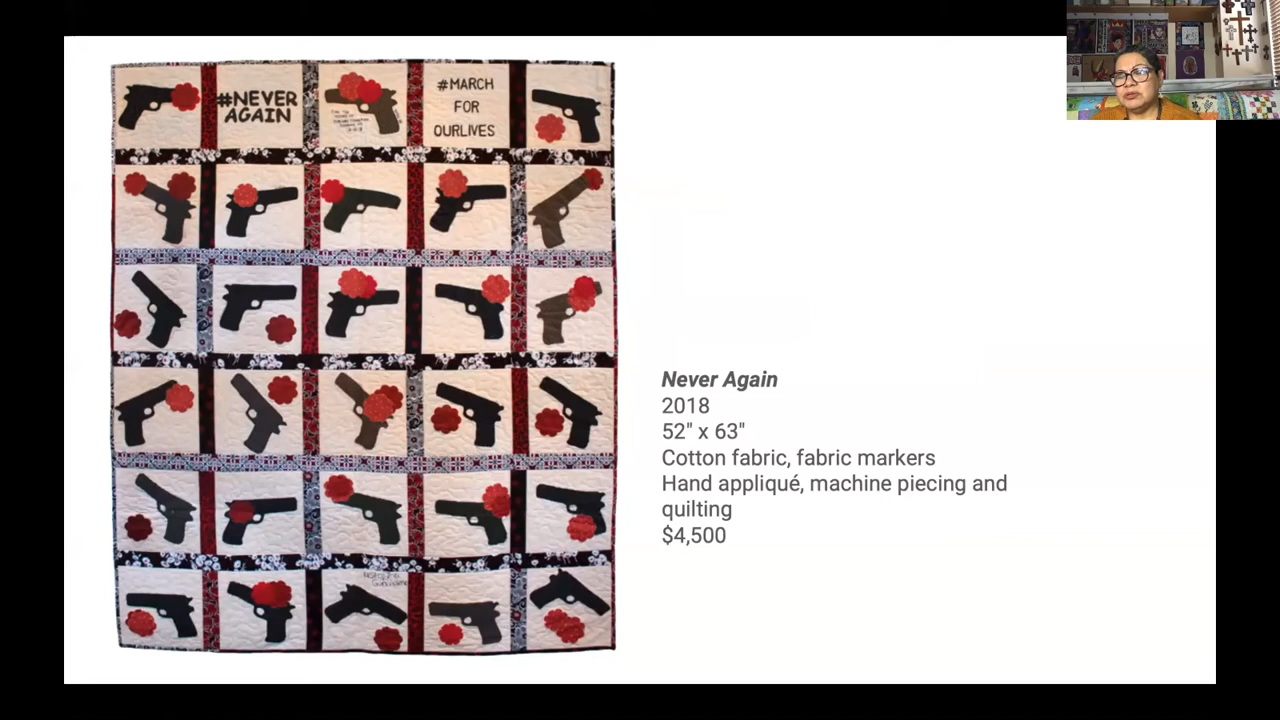 #NEVER
AGAIN
#MARCH
FOR
OURLIVES
Never Again
2018
52" x 63"
Cotton fabric, fabric markers
Hand appliqué, machine piecing and
quilting
$4,500